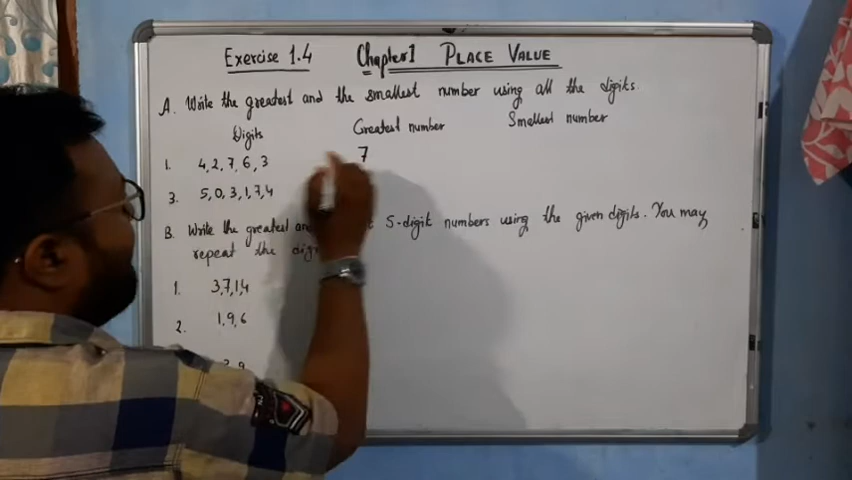 Exercise 1.4 Chapter 1 PLACE VALUE
A. Write the greatest and the smallest number using all the digits.
Digits Greatest number Smallest number
1. 4, 2, 7, 6, 3 7
3. 5, 0, 3, 1, 7, 4
B. Write the greatest 5-digit numbers using the given digits. You may
repeat the
1. 3,7,1,4
2. 1, 9, 6
9